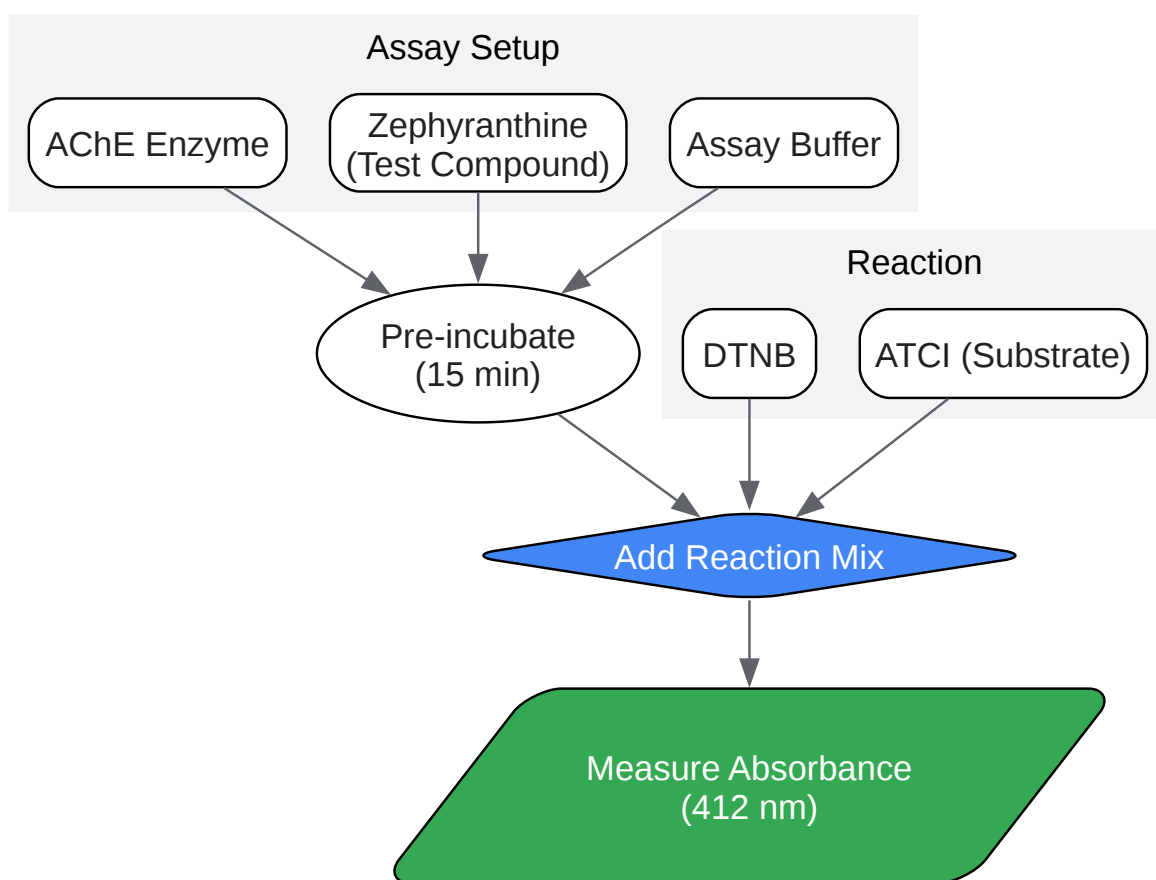 Assay Setup
AChE Enzyme
Zephyranthine
(Test Compound)
Assay Buffer
Reaction
Pre-incubate
(15 min)
DTNB
ATCI (Substrate)
Add Reaction Mix
Measure Absorbance
(412 nm)